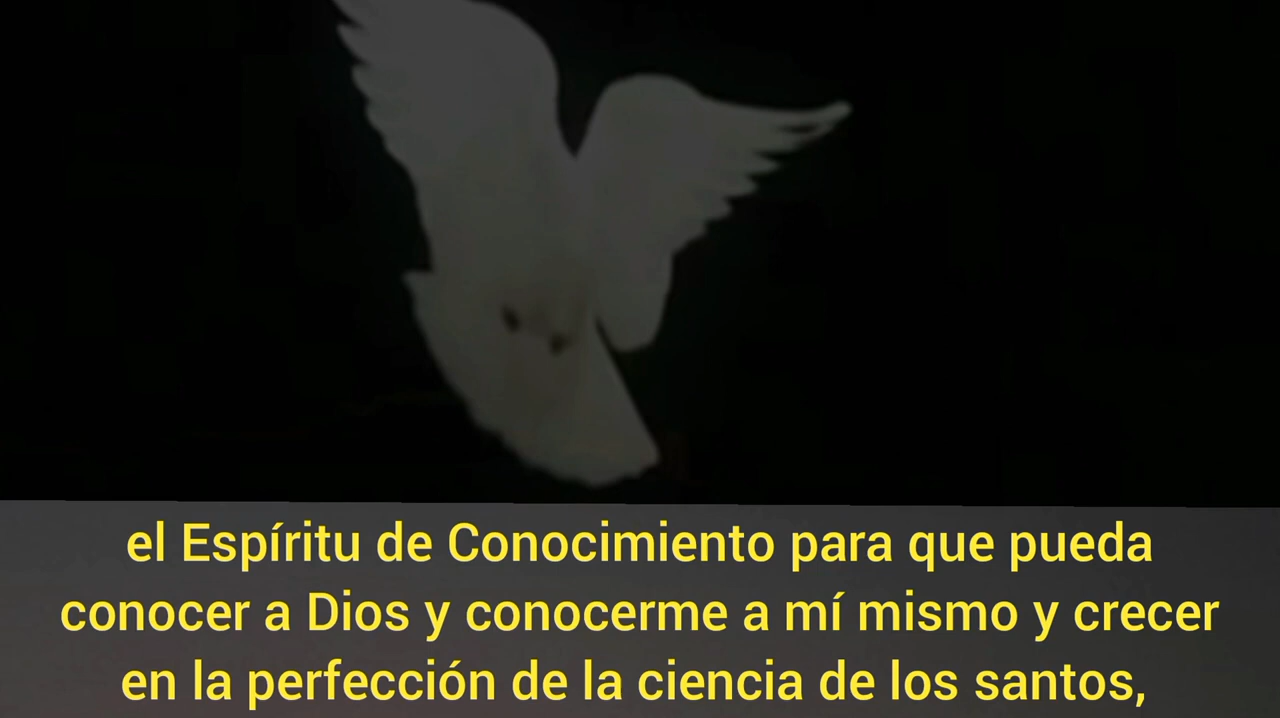 el Espíritu de Conocimiento para que pueda
conocer a Dios y conocerme a mí mismo y crecer
en la perfección de la ciencia de los santos,